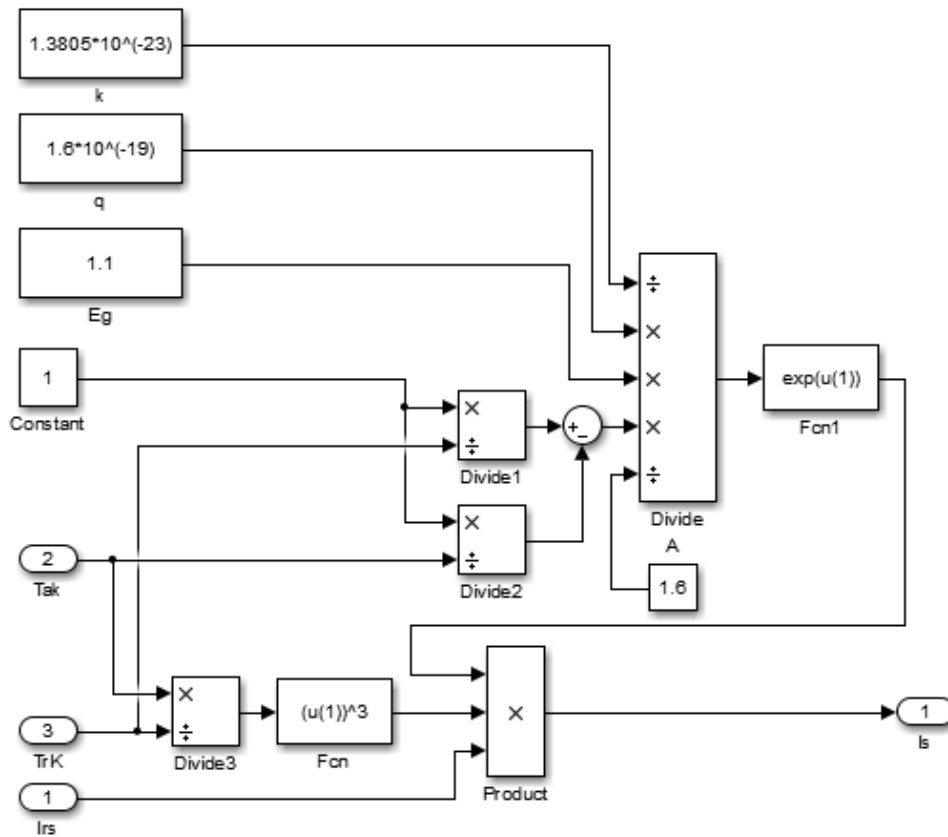 1.3805*10^(-23)
k
1.6*10^(-19)
q
1.1
Eg
1
Constant
×
÷
Divide1
+
−
÷
×
×
×
÷
Divide
exp(u(1))
Fcn1
×
÷
Divide2
A
1.6
2
Tak
×
÷
Divide3
(u(1))^3
Fcn
×
Product
1
Is
3
TrK
1
Irs